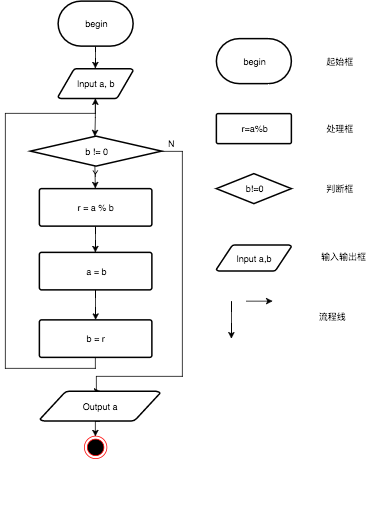 begin
Input a, b
b != 0
N
Y
r = a % b
a = b
b = r
Output a
begin
起始框
r=a%b
处理框
b!=0
判断框
Input a,b
输入输出框
流程线